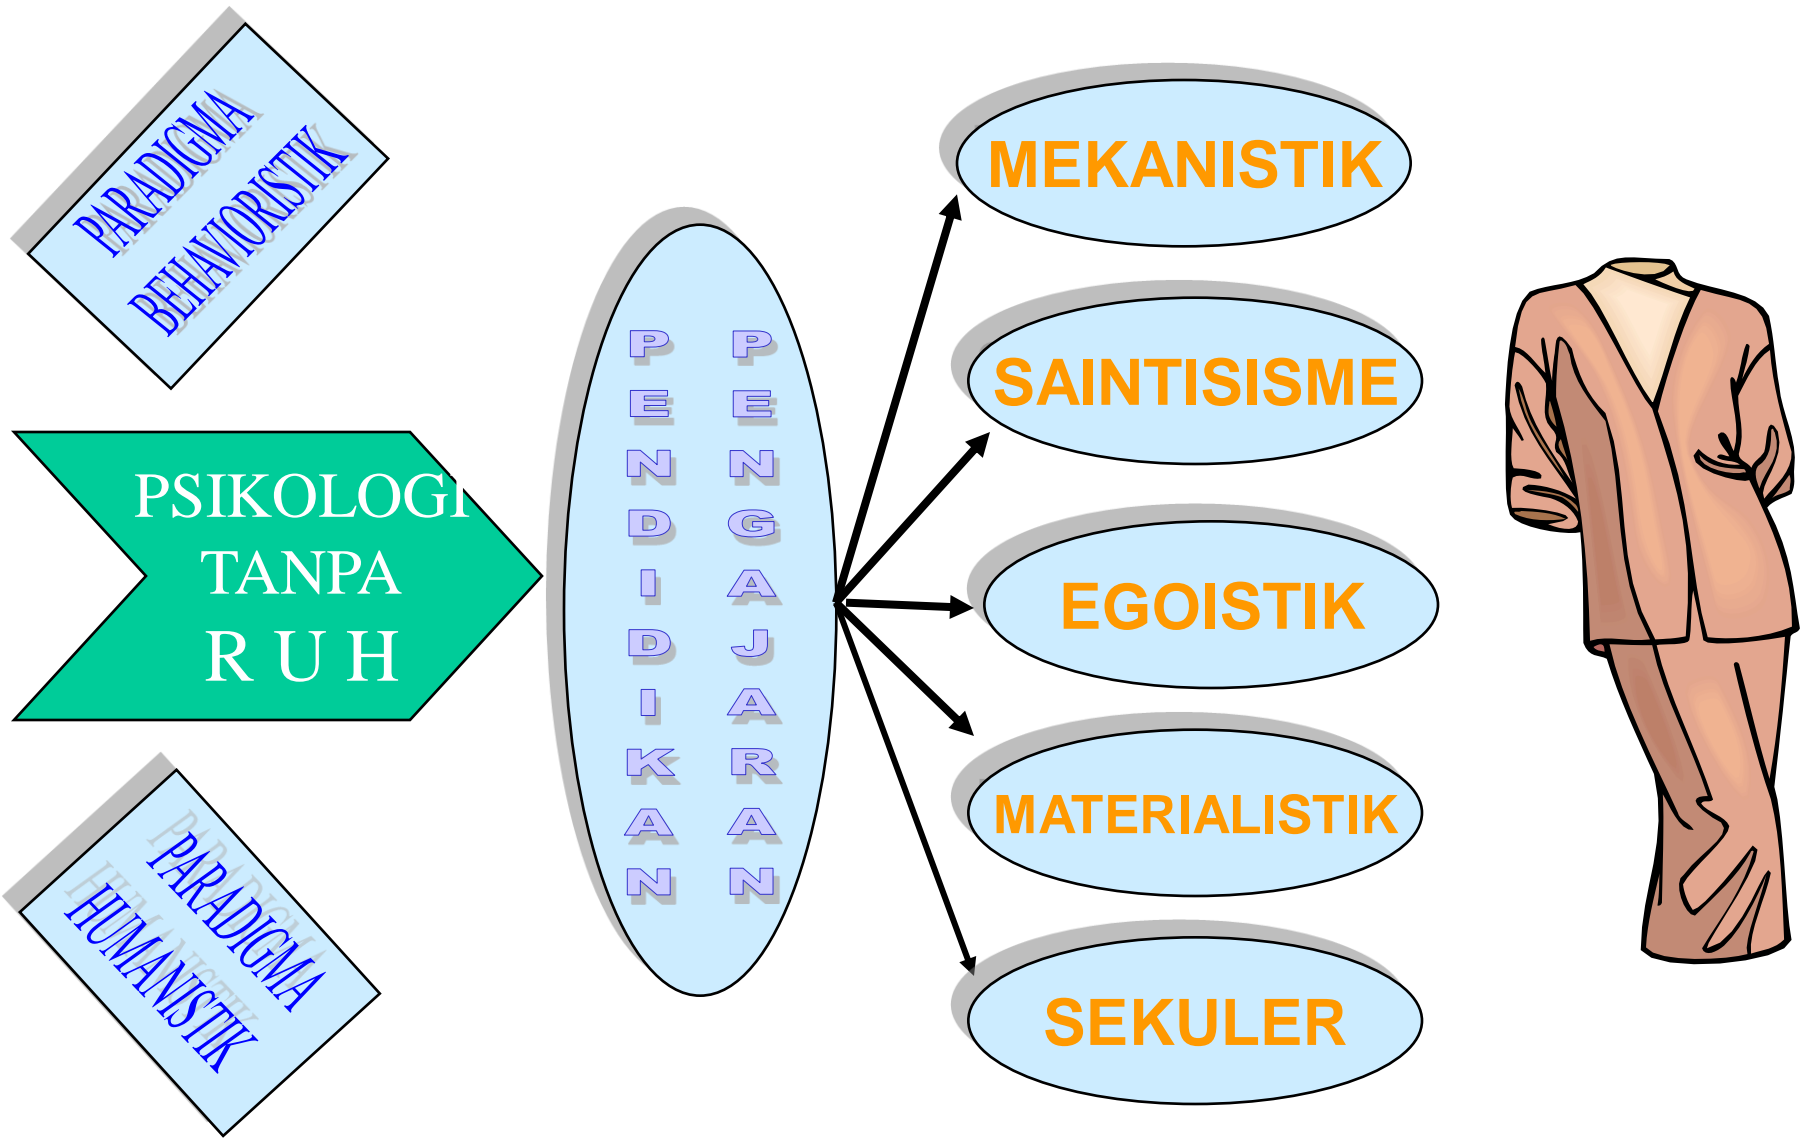 PARADIGMA
BEHAVIORISTIK
PSIKOLOGI
TANPA
R U H
PARADIGMA
HUMANISTIK
PENDIDIKAN
PENGAJARAN
MEKANISTIK
SAINTISISME
EGOISTIK
MATERIALISTIK
SEKULER